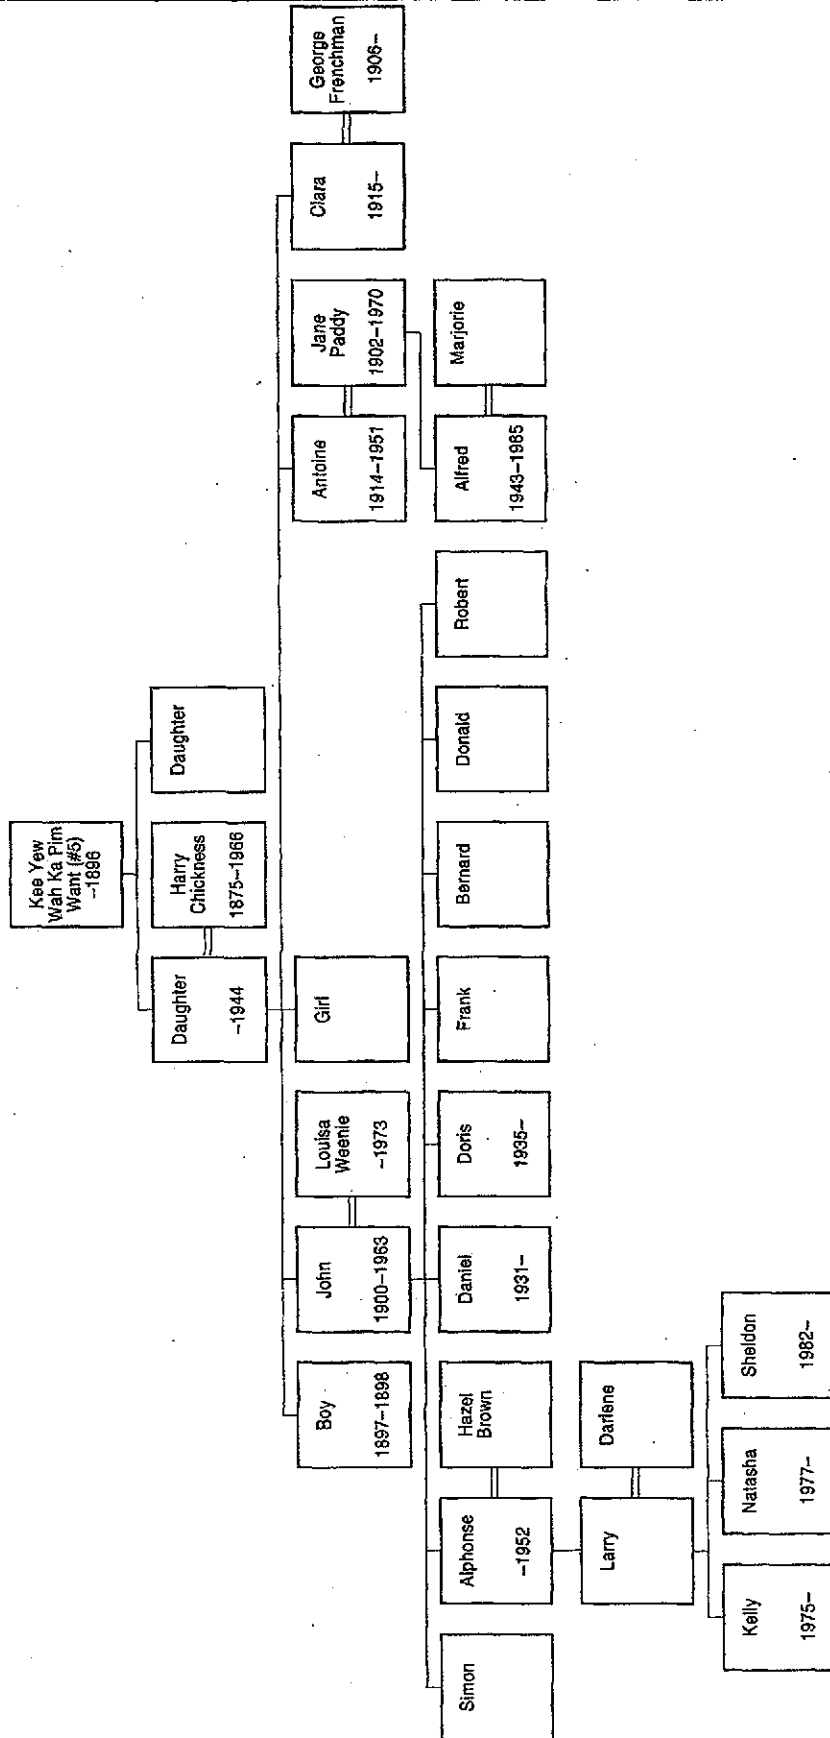 Kee Yew
Wah Ka Pim
Want (#5)
–1896
Daughter
–1944
Harry
Chickness
1875–1966
Daughter
Boy
1897–1898
John
1900–1963
Louisa
Weenie
–1973
Girl
Antoine
1914–1951
Jane
Paddy
1902–1970
Clara
1915–
George
Frenchman
1906–
Simon
Alphonse
–1952
Hazel
Brown
Daniel
1931–
Doris
1935–
Frank
Bernard
Donald
Robert
Alfred
1943–1985
Marjorie
Larry
Darlene
Kelly
1975–
Natasha
1977–
Sheldon
1982–